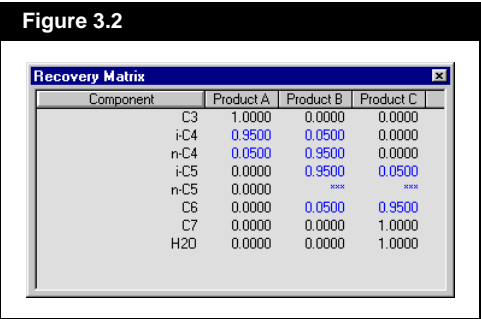 Figure 3.2
Recovery Matrix
Component Product A Product B Product C
C3 1.0000 0.0000 0.0000
i-C4 0.9500 0.0500 0.0000
n-C4 0.0500 0.9500 0.0000
i-C5 0.0000 0.9500 0.0500
n-C5 0.0000 *** ***
C6 0.0000 0.0500 0.9500
C7 0.0000 0.0000 1.0000
H2O 0.0000 0.0000 1.0000